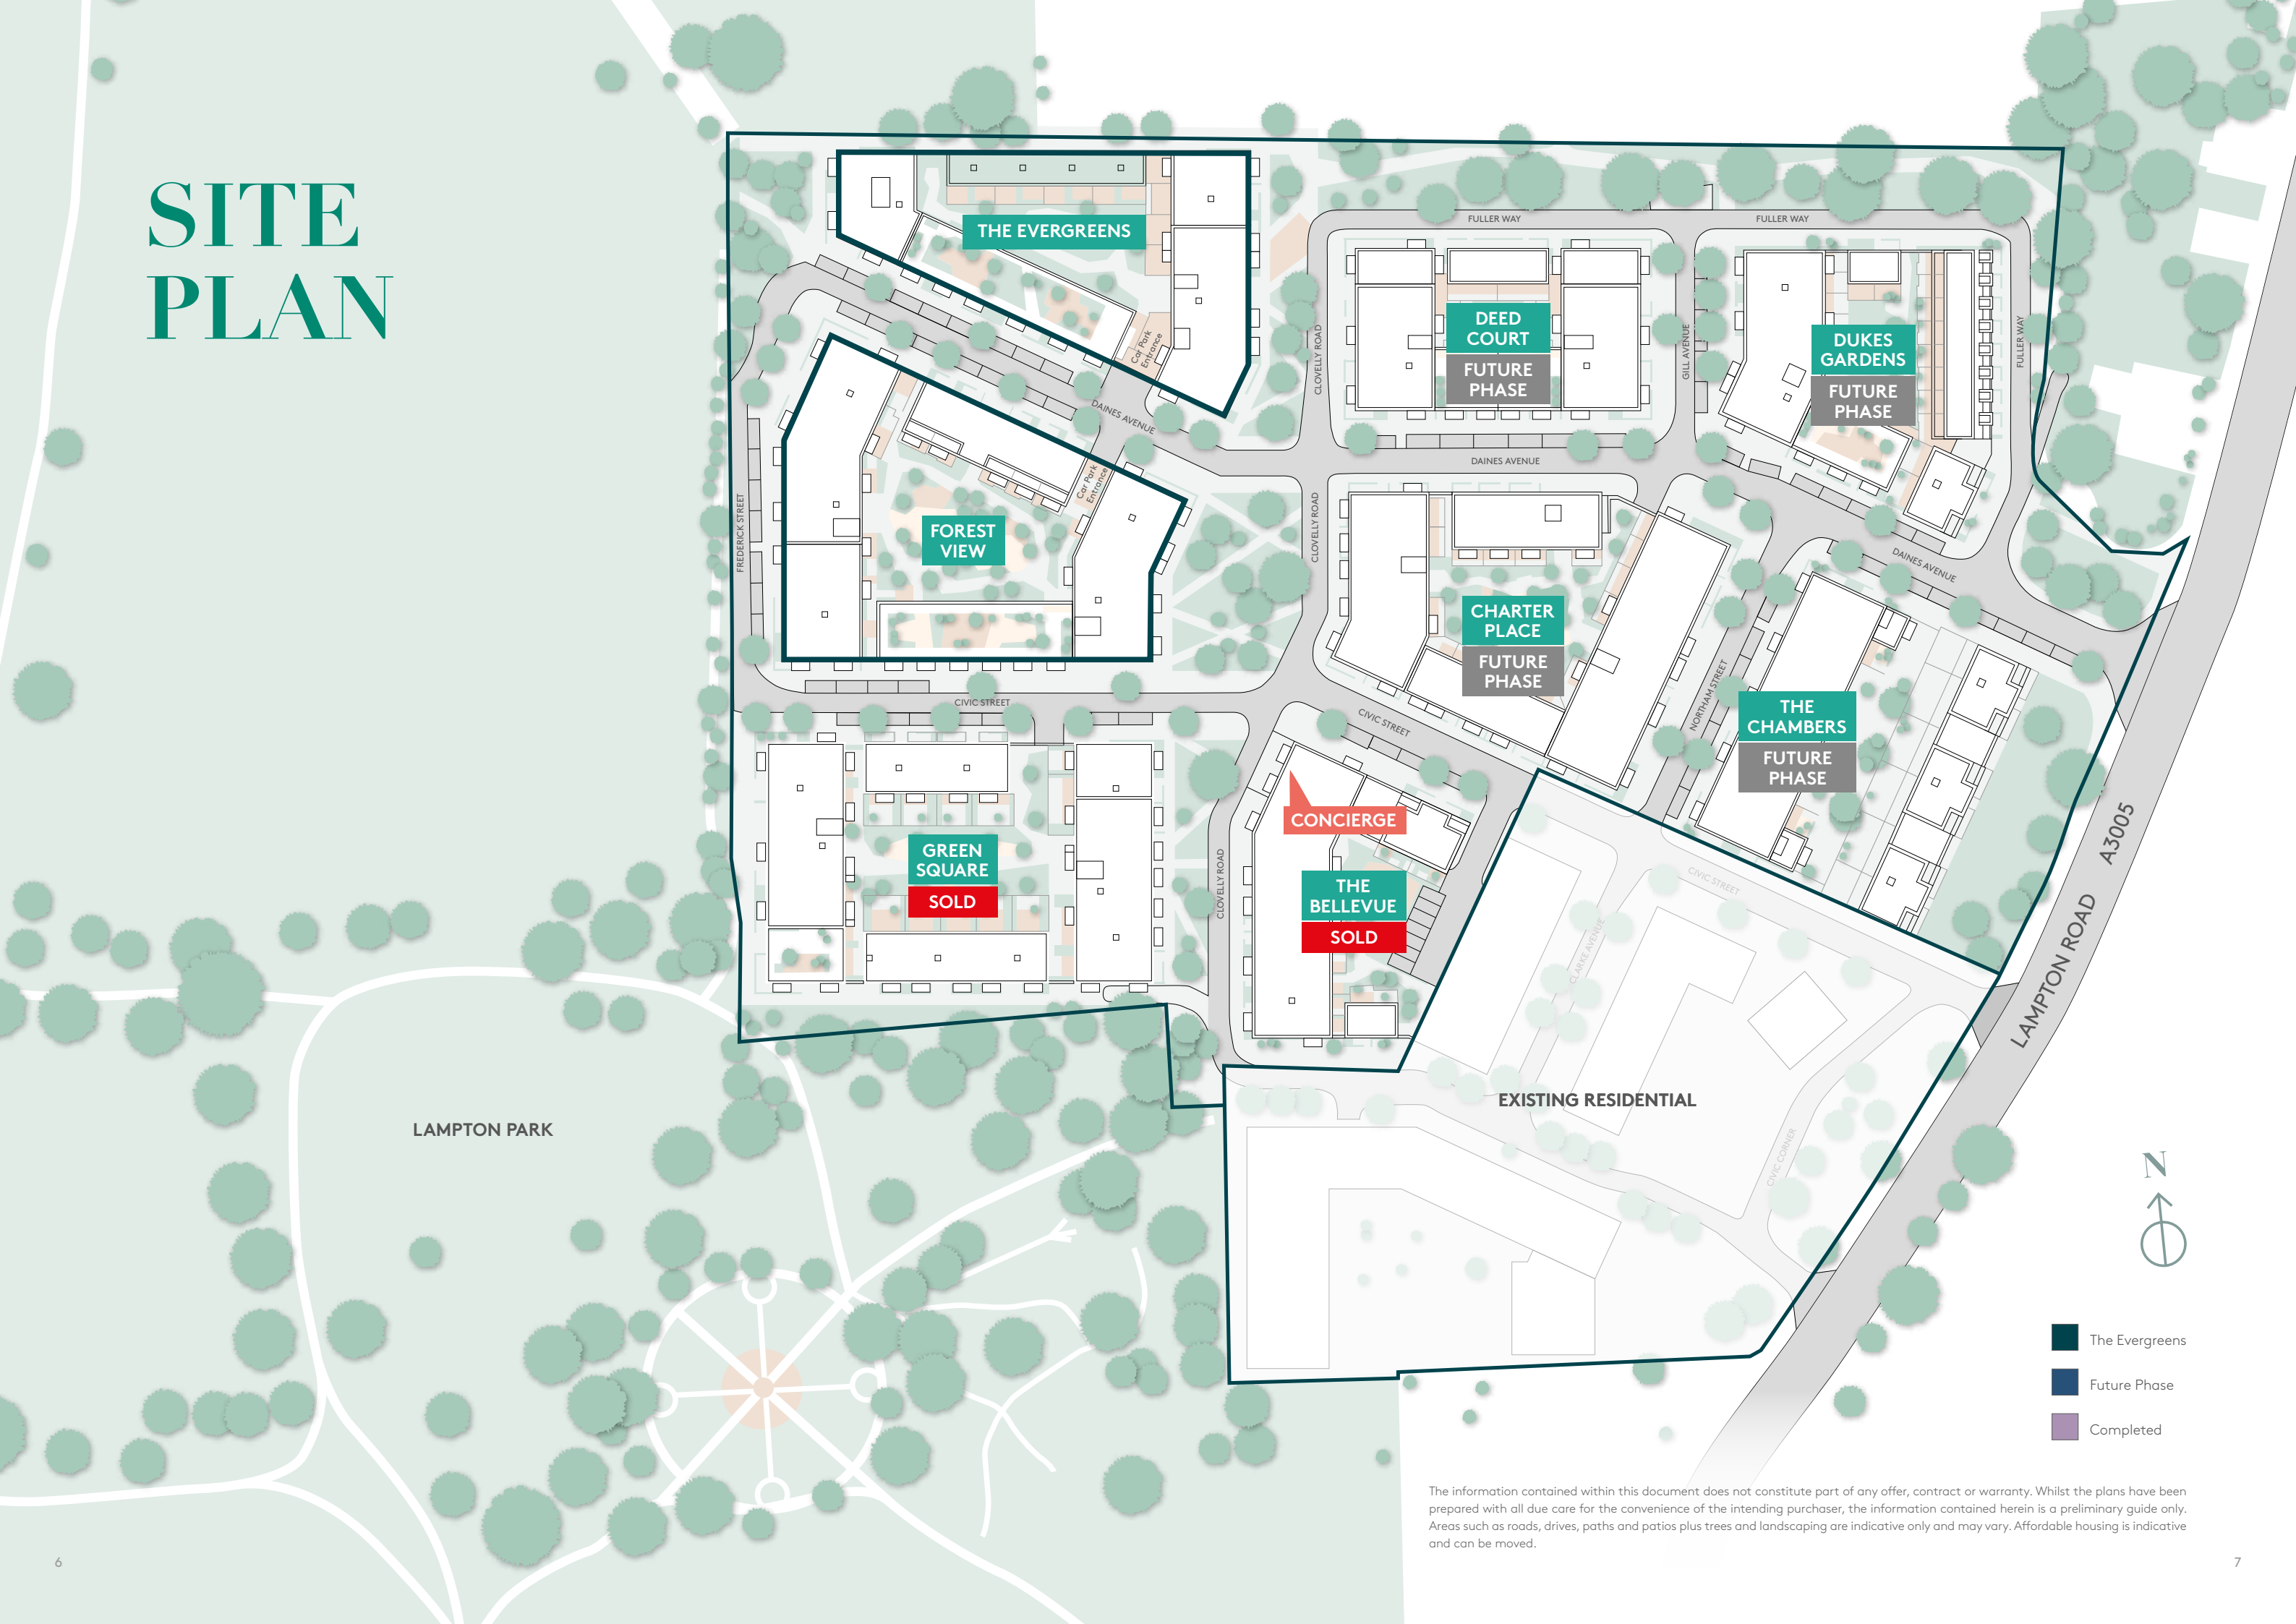 SITE
PLAN
THE EVERGREENS
Car Park
Entrance
FULLER WAY
FULLER WAY
FULLER WAY
CLOVELLY ROAD
GILL AVENUE
DEED
COURT
FUTURE
PHASE
DUKES
GARDENS
FUTURE
PHASE
DAINES AVENUE
DAINES AVENUE
DAINES AVENUE
Car Park
Entrance
FREDERICK STREET
FOREST
VIEW
CLOVELLY ROAD
CHARTER
PLACE
FUTURE
PHASE
NORTHAM STREET
THE
CHAMBERS
FUTURE
PHASE
CIVIC STREET
CIVIC STREET
CONCIERGE
GREEN
SQUARE
SOLD
CLOVELLY ROAD
THE
BELLEVUE
SOLD
CIVIC STREET
CLARKE AVENUE
LAMPTON ROAD A3005
EXISTING RESIDENTIAL
CIVIC CORNER
LAMPTON PARK
N
The Evergreens
Future Phase
Completed
The information contained within this document does not constitute part of any offer, contract or warranty. Whilst the plans have been
prepared with all due care for the convenience of the intending purchaser, the information contained herein is a preliminary guide only.
Areas such as roads, drives, paths and patios plus trees and landscaping are indicative only and may vary. Affordable housing is indicative
and can be moved.
6
7